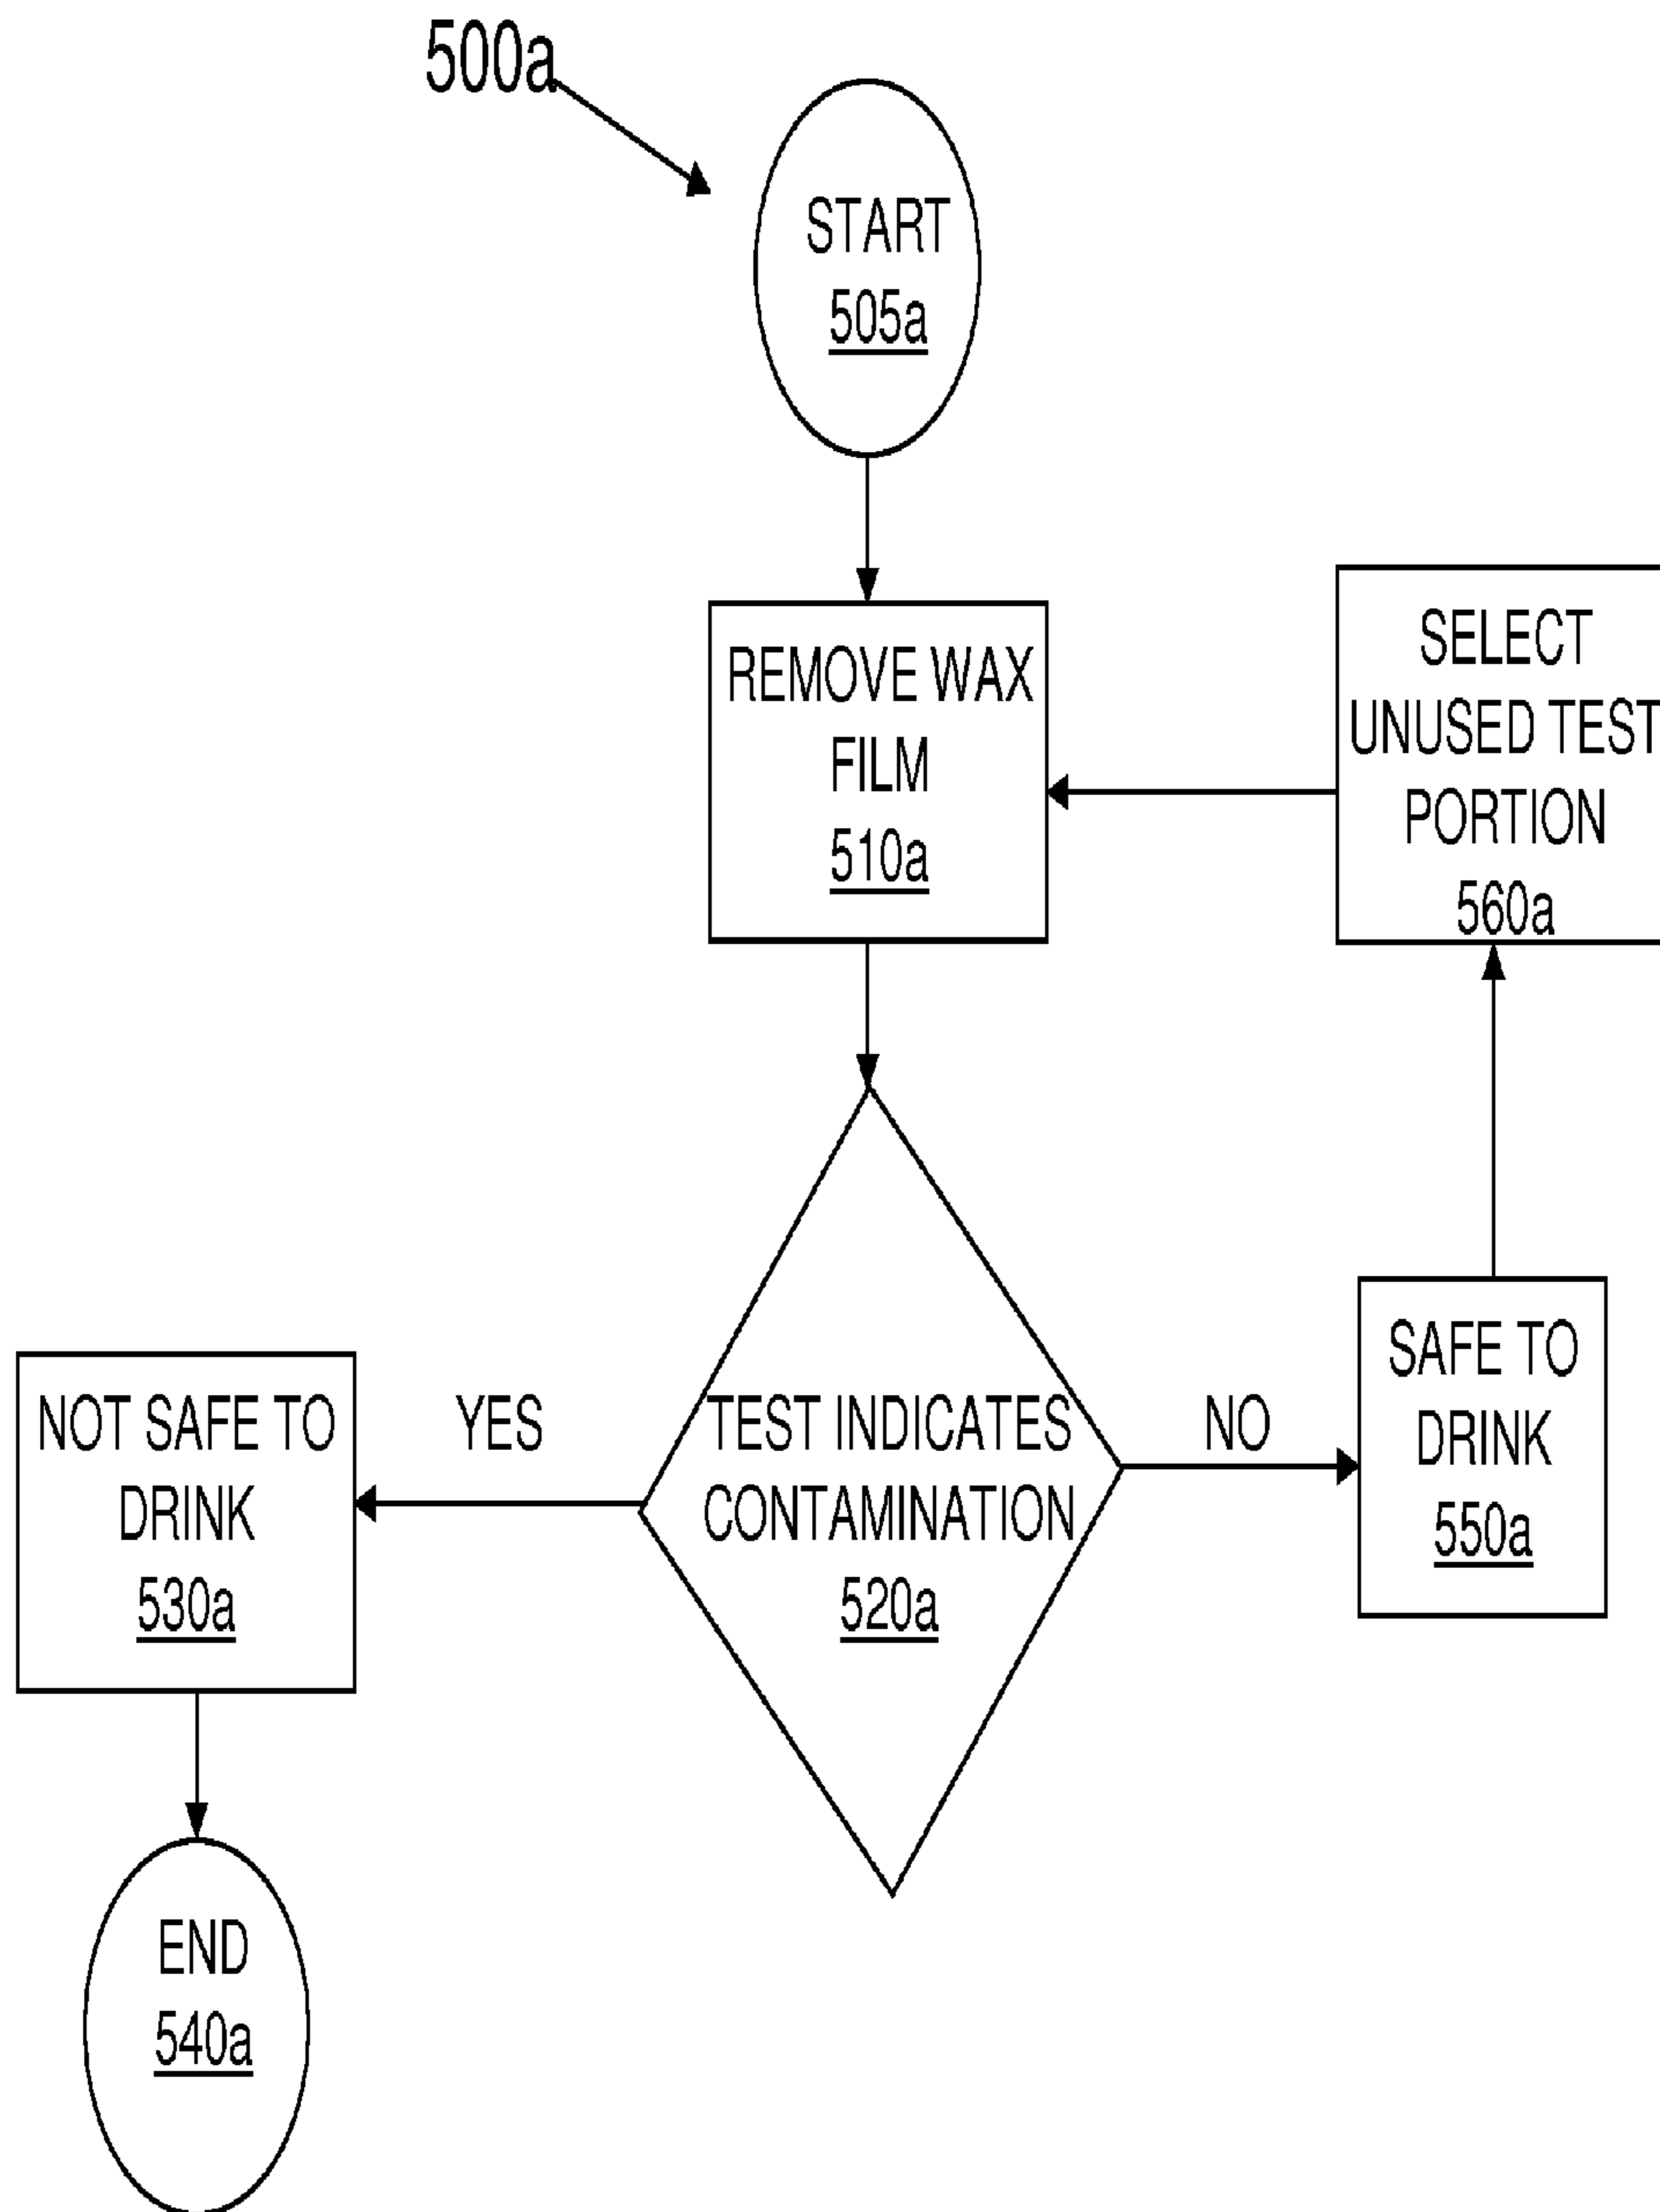 500a
START
505a
REMOVE WAX
FILM
510a
SELECT
UNUSED TEST
PORTION
560a
TEST INDICATES
CONTAMINATION
520a
YES
NO
NOT SAFE TO
DRINK
530a
SAFE TO
DRINK
550a
END
540a